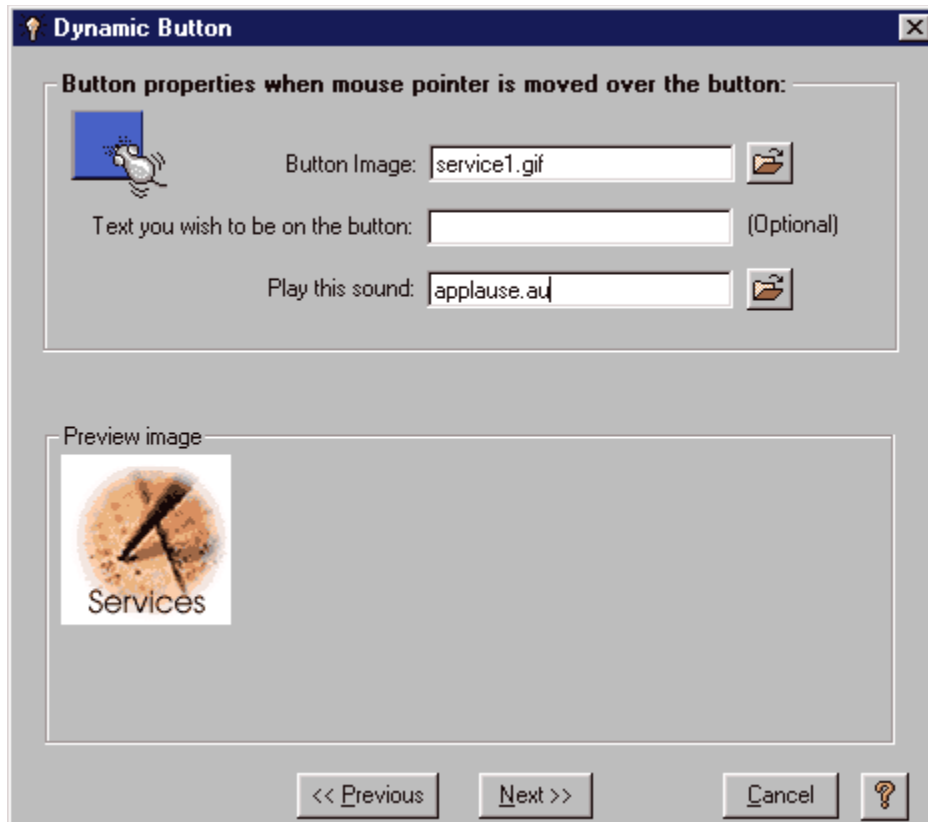 Dynamic Button
Button properties when mouse pointer is moved over the button:
Button Image: service1.gif
Text you wish to be on the button: (Optional)
Play this sound: applause.au
Preview image
Services
<< Previous Next >> Cancel ?